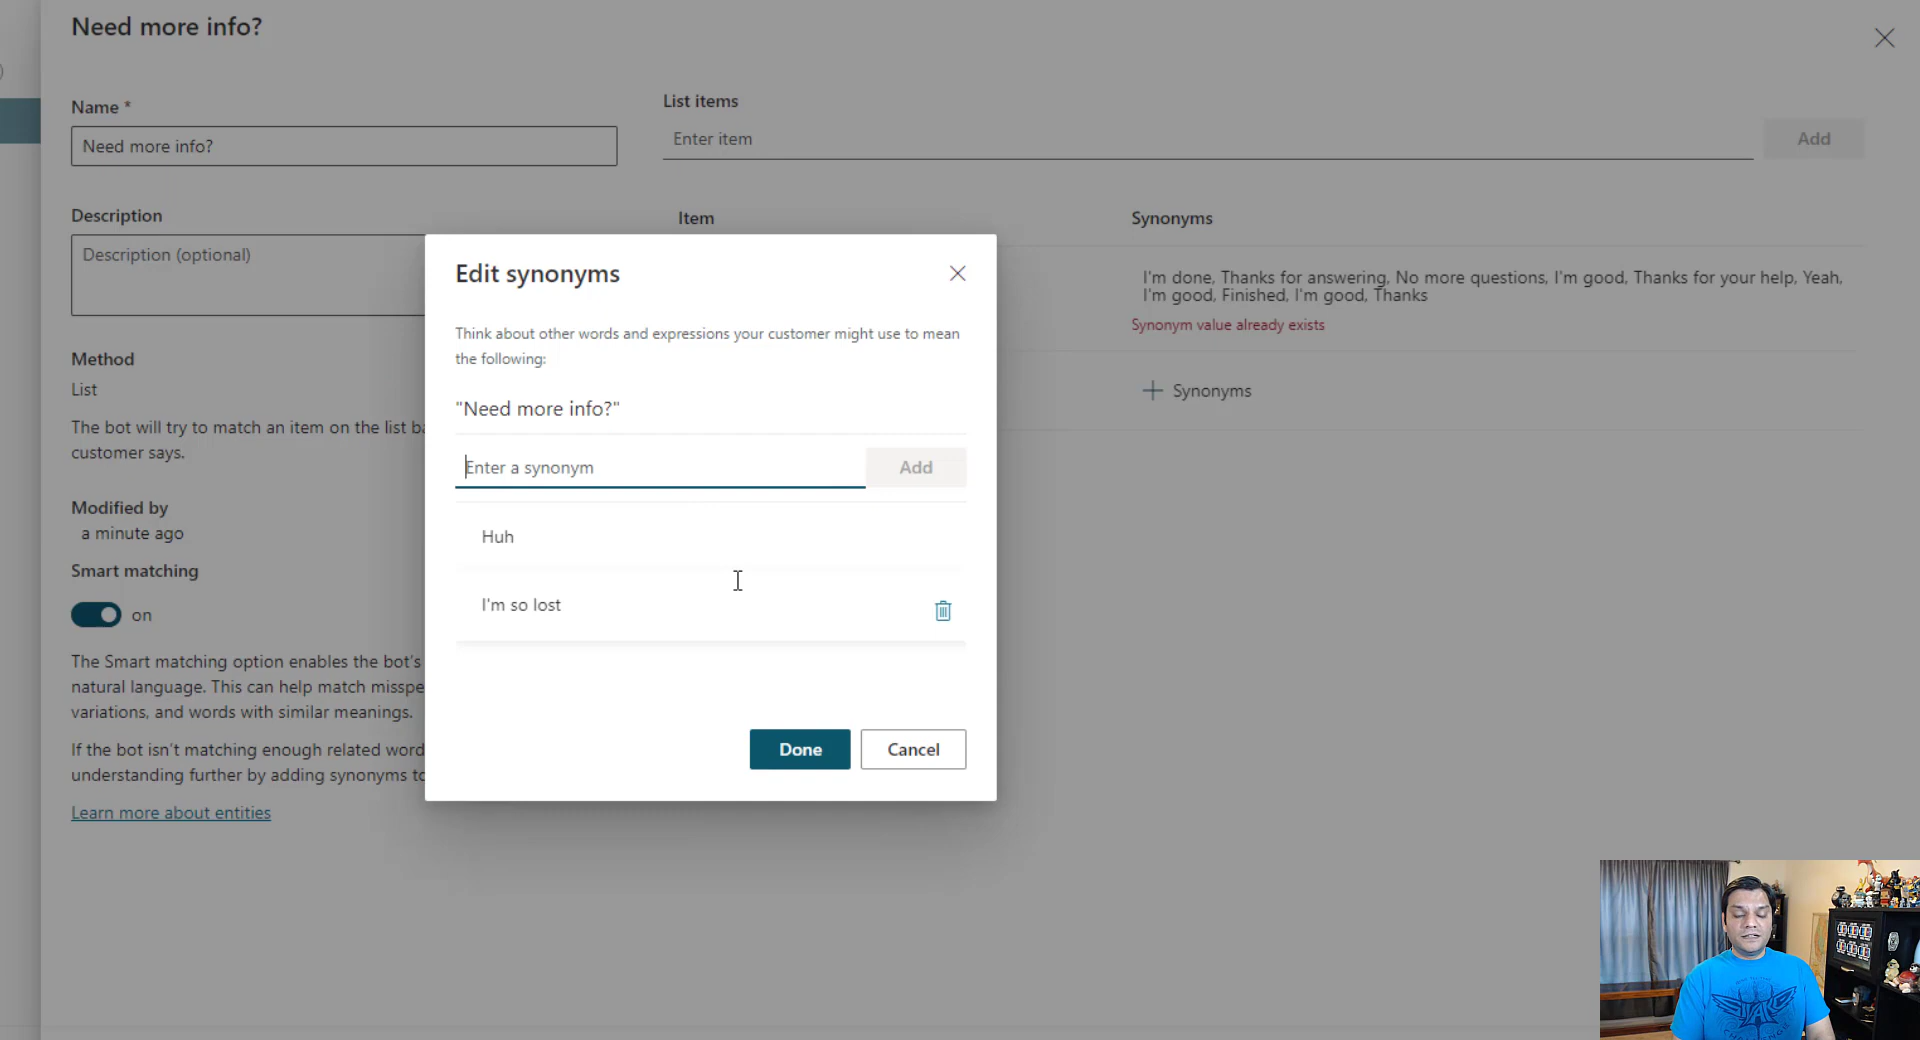 Need more info?
Name *
Need more info?
List items
Enter item
Add
Description
Description (optional)
Item
Synonyms
I'm done, Thanks for answering, No more questions, I'm good, Thanks for your help, Yeah,
I'm good, Finished, I'm good, Thanks
Synonym value already exists
Synonyms
Method
List
The bot will try to match an item on the list
customer says.
Modified by
a minute ago
Smart matching
on
The Smart matching option enables the bot's
natural language. This can help match
variations, and words with similar meanings.
If the bot isn't matching enough related
understanding further by adding synonyms
Learn more about entities
Edit synonyms
Think about other words and expressions your customer might use to mean
the following:
"Need more info?"
Enter a synonym
Add
Huh
I'm so lost
Done
Cancel